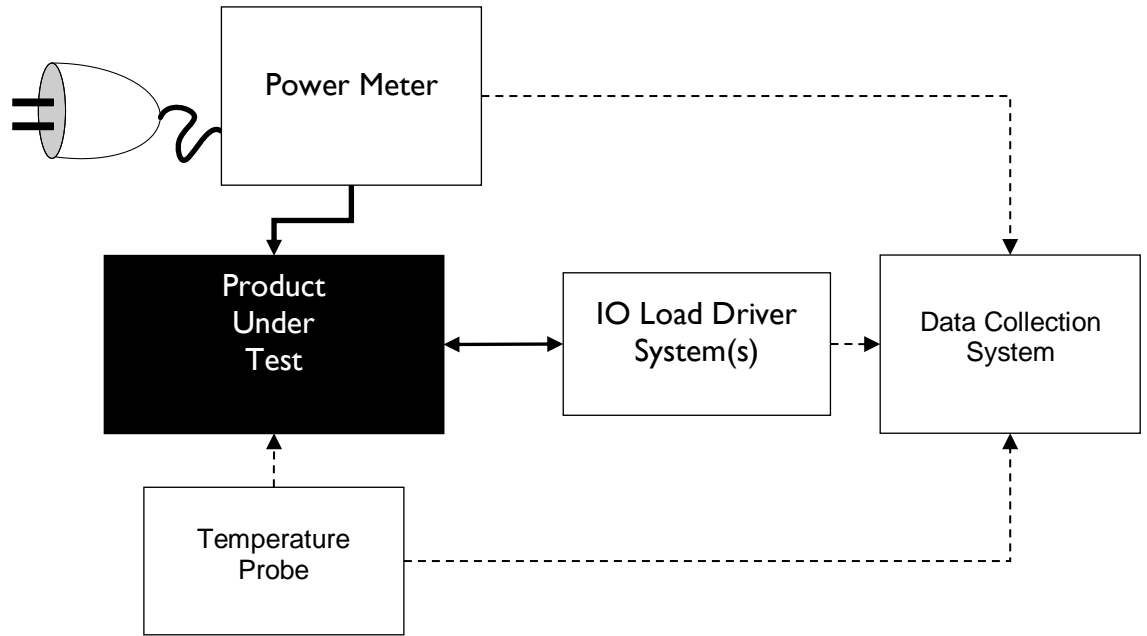 Power Meter
Product
Under
Test
IO Load Driver
System(s)
Data Collection
System
Temperature
Probe